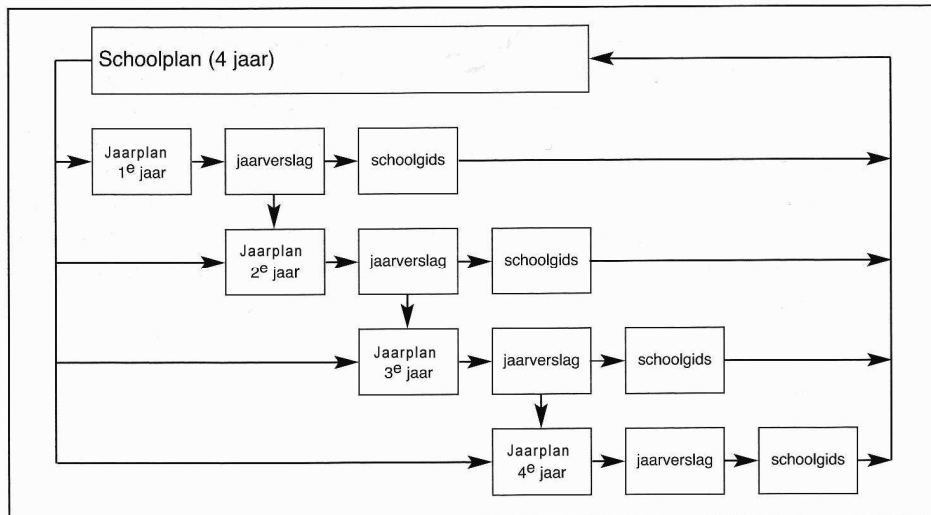 Schoolplan (4 jaar)
Jaarplan
1e jaar
jaarverslag
schoolgids
Jaarplan
2e jaar
jaarverslag
schoolgids
Jaarplan
3e jaar
jaarverslag
schoolgids
Jaarplan
4e jaar
jaarverslag
schoolgids